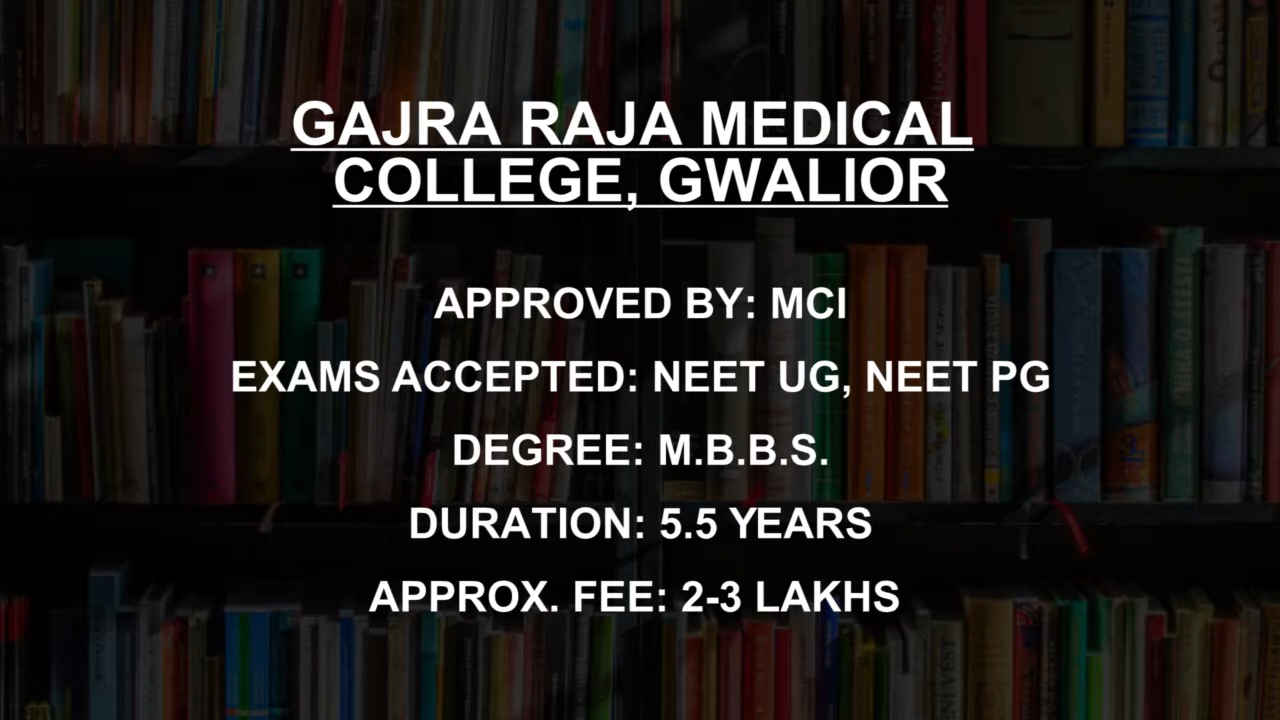 GAJRA RAJA MEDICAL
COLLEGE, GWALIOR
APPROVED BY: MCI
EXAMS ACCEPTED: NEET UG, NEET PG
DEGREE: M.B.B.S.
DURATION: 5.5 YEARS
APPROX. FEE: 2-3 LAKHS